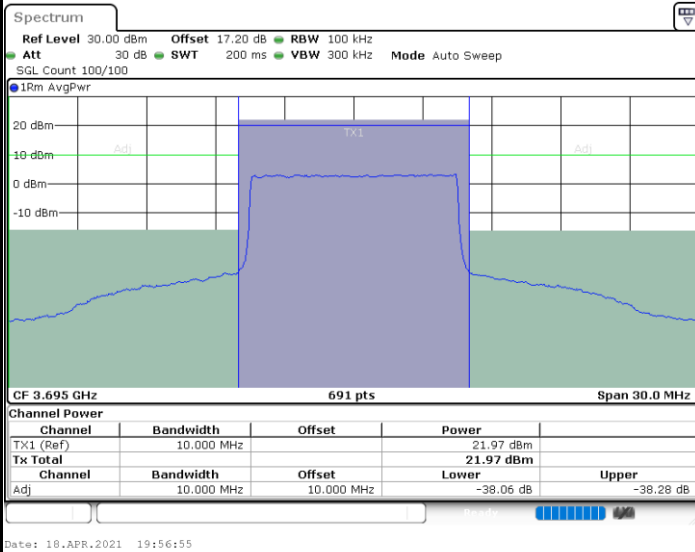 Spectrum
Ref Level 30.00 dBm Offset 17.20 dB RBW 100 kHz
Att 30 dB SWT 200 ms VBW 300 kHz Mode Auto Sweep
SGL Count 100/100
1Rm AvgPwr
20 dBm
TX1
Adj Adj
10 dBm
0 dBm
-10 dBm
CF 3.695 GHz 691 pts Span 30.0 MHz
Channel Power
Channel Bandwidth Offset Power
TX1 (Ref) 10.000 MHz 21.97 dBm
Tx Total 21.97 dBm
Channel Bandwidth Offset Lower Upper
Adj 10.000 MHz 10.000 MHz -38.06 dB -38.28 dB
Ready
Date: 18.APR.2021 19:56:55